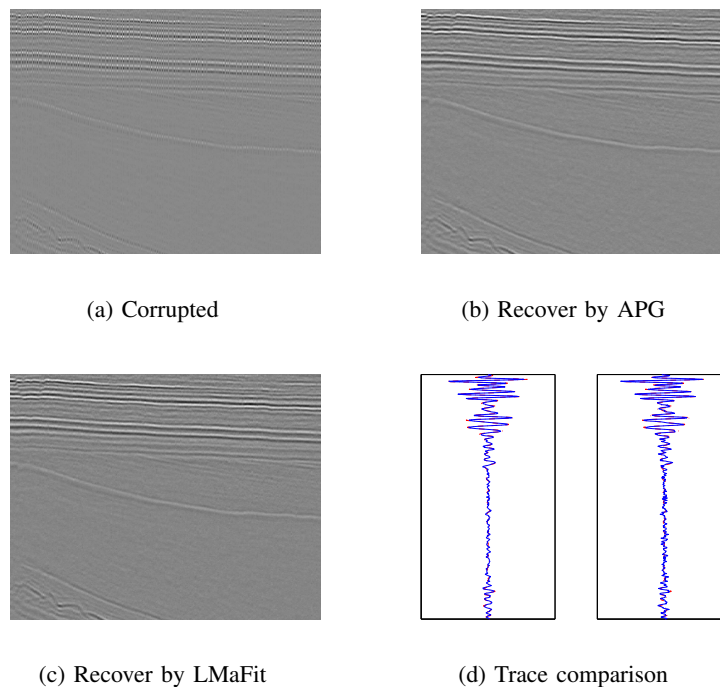 (a) Corrupted
(b) Recover by APG
(c) Recover by LMaFit
(d) Trace comparison